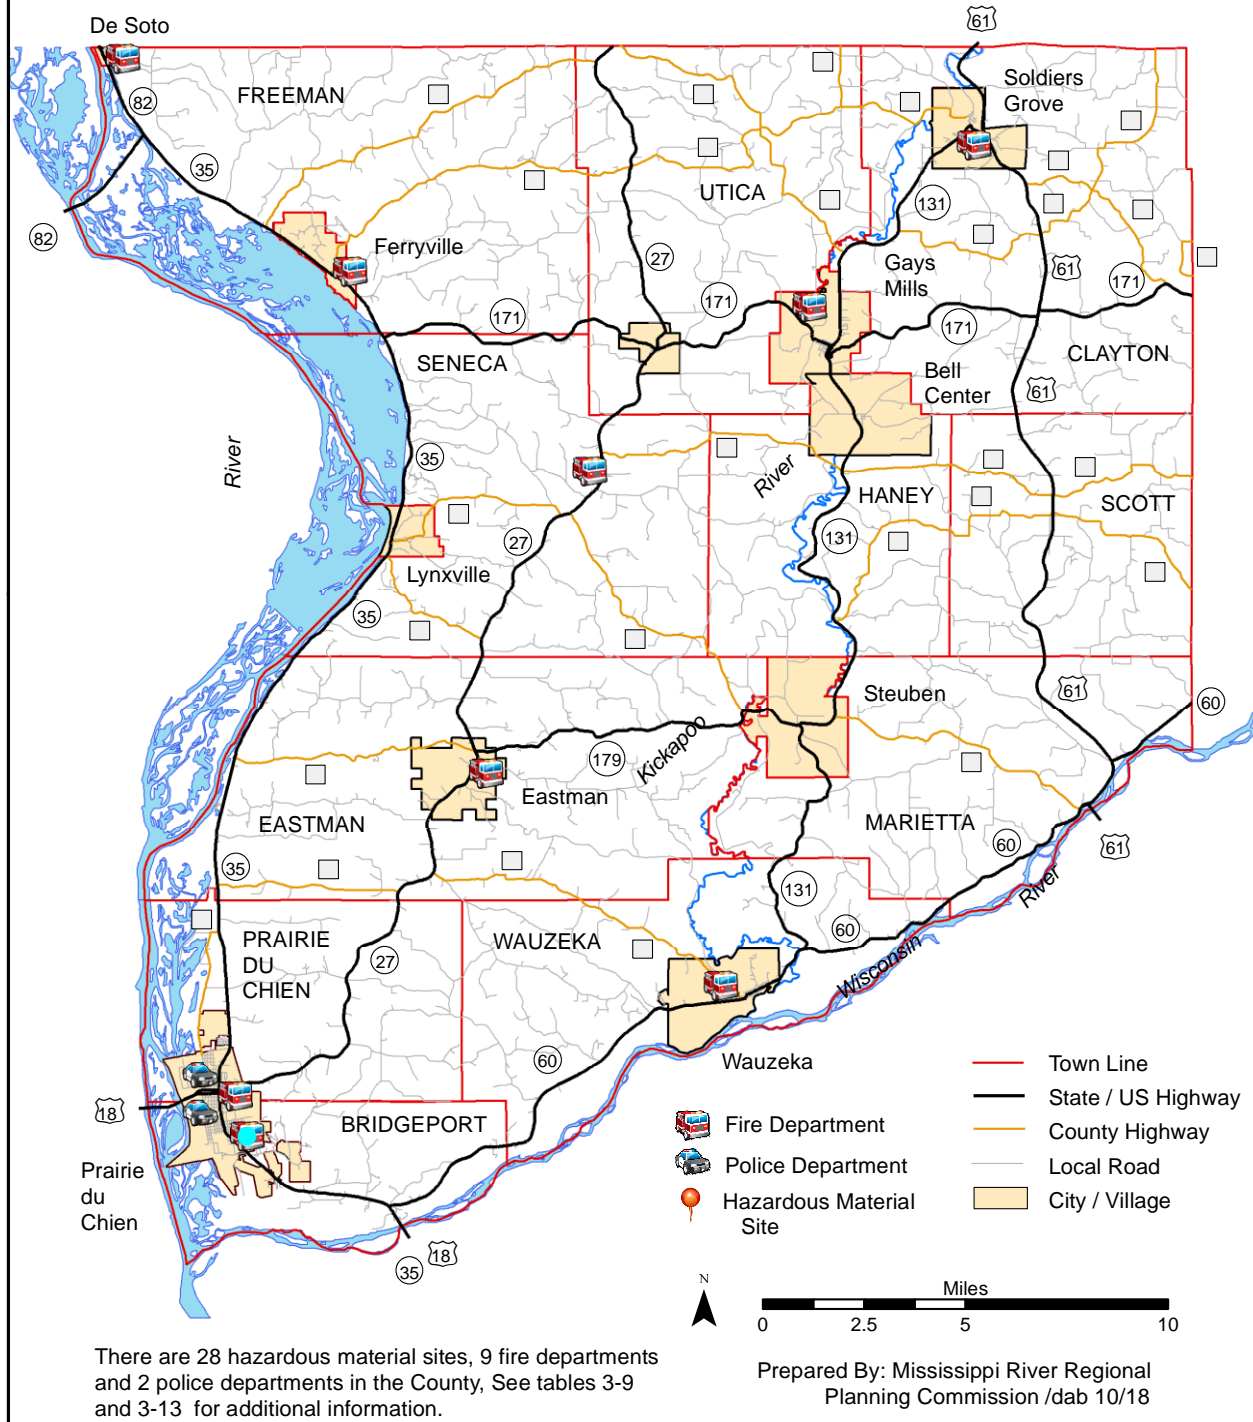 De Soto
61
82
FREEMAN
Soldiers
Grove
35
UTICA
131
82
Ferryville
27
Gays
Mills
61
171
171
171
171
SENECA
CLAYTON
Bell
Center
61
River
35
River
HANEY
SCOTT
27
131
Lynxville
35
Steuben
61
60
Kickapoo
179
Eastman
EASTMAN
MARIETTA
60
61
35
131
River
60
PRAIRIE
DU
CHIEN
WAUZEKA
27
Wisconsin
60
Wauzeka
18
BRIDGEPORT
Prairie
du
Chien
18
35
Town Line
State / US Highway
County Highway
Local Road
City / Village
Fire Department
Police Department
Hazardous Material
Site
N
Miles
0 2.5 5 10
There are 28 hazardous material sites, 9 fire departments
and 2 police departments in the County, See tables 3-9
and 3-13 for additional information.
Prepared By: Mississippi River Regional
Planning Commission /dab 10/18